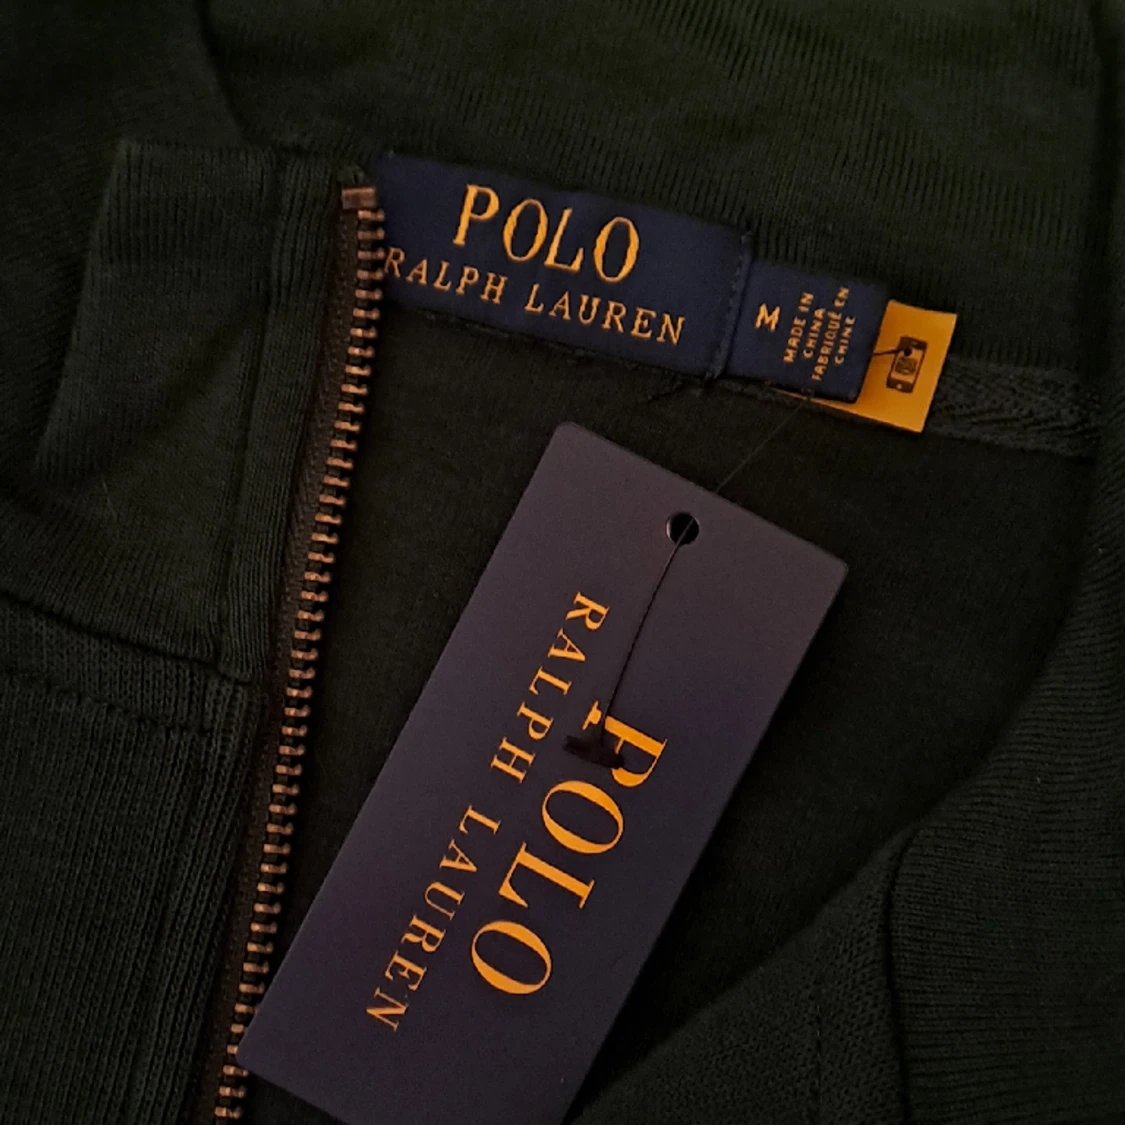 POLO
RALPH LAUREN
M
MADE IN
CHINA
FABRIQUÉ EN
CHINE
POLO
RALPH LAUREN